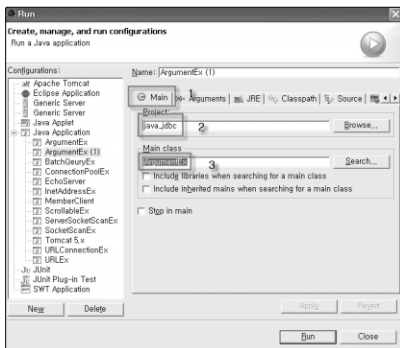 Run
Create, manage, and run configurations
Run a Java application
Configurations:
Apache Tomcat
Eclipse Application
Generic Server
Generic Server
Java Applet
Java Application
ArgumentEx
ArgumentEx (1)
BatchQeuryEx
ConnectionPoolEx
EchoServer
InetAddressEx
MemberClient
ScrollableEx
ServerSocketScanEx
SocketScanEx
Tomcat 5.x
URLConnectionEx
URLEx
JUnit
JUnit Plug-in Test
SWT Application
New
Delete
Name: ArgumentEx (1)
Main 1
Arguments
JRE
Classpath
Source
Project:
java_jdbc 2
Browse...
Main class
ArgumentEx 3
Search...
Include libraries when searching for a main class
Include inherited mains when searching for a main class
Stop in main
Apply
Revert
Run
Close